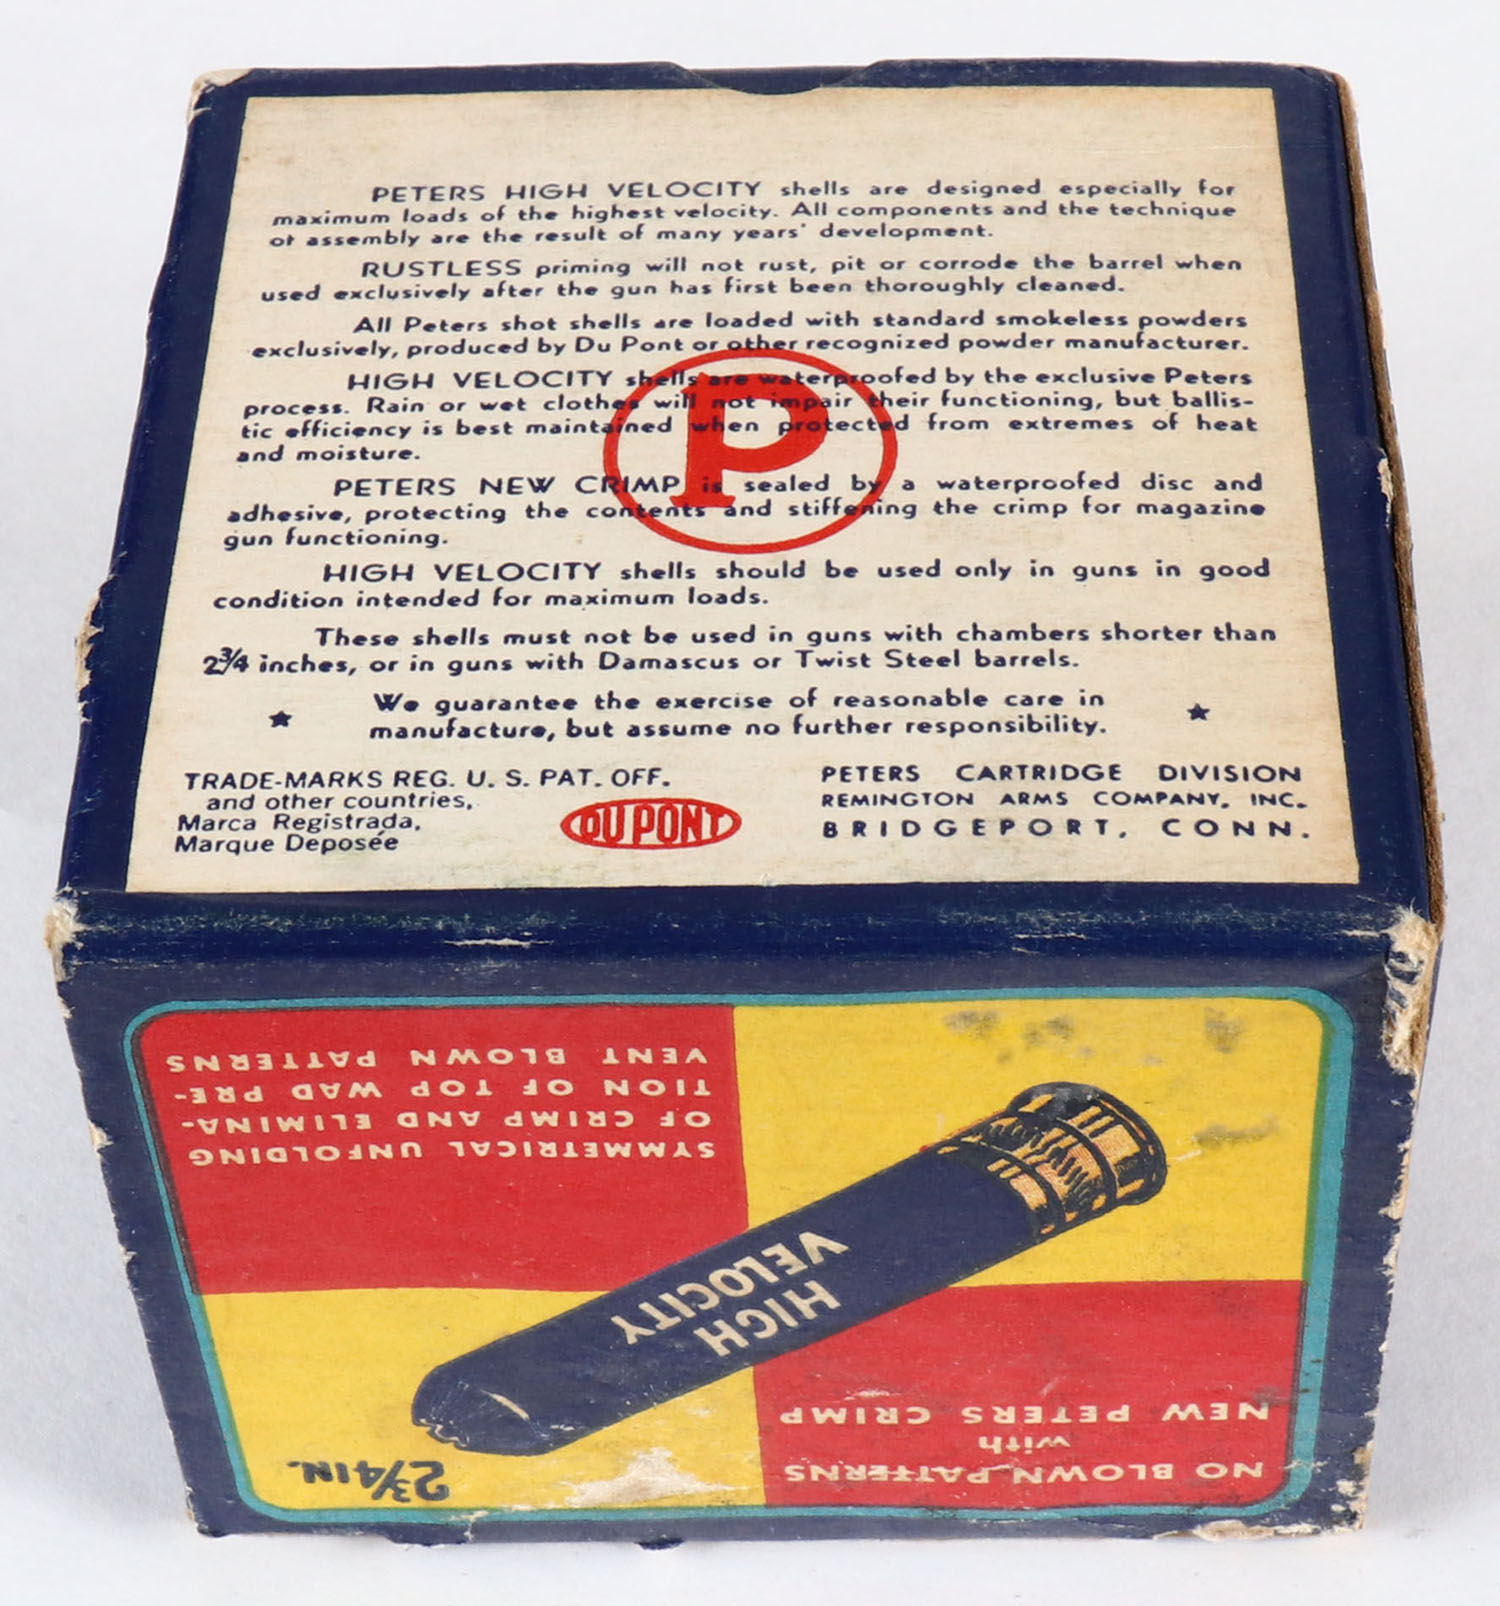 PETERS HIGH VELOCITY shells are designed especially for
maximum loads of the highest velocity. All components and the technique
of assembly are the result of many years' development.
RUSTLESS priming will not rust, pit or corrode the barrel when
used exclusively after the gun has first been thoroughly cleaned.
All Peters shot shells are loaded with standard smokeless powders
exclusively, produced by Du Pont or other recognized powder manufacturer.
HIGH VELOCITY shells are waterproofed by the exclusive Peters
process. Rain or wet clothes will not impair their functioning, but ballis-
tic efficiency is best maintained when protected from extremes of heat
and moisture.
P
PETERS NEW CRIMP is sealed by a waterproofed disc and
adhesive, protecting the contents and stiffening the crimp for magazine
gun functioning.
HIGH VELOCITY shells should be used only in guns in good
condition intended for maximum loads.
These shells must not be used in guns with chambers shorter than
2¾ inches, or in guns with Damascus or Twist Steel barrels.
★ We guarantee the exercise of reasonable care in ★
manufacture, but assume no further responsibility.
TRADE-MARKS REG. U. S. PAT. OFF.
and other countries,
Marca Registráda,
Marque Deposée
DU PONT
PETERS CARTRIDGE DIVISION
REMINGTON ARMS COMPANY, INC.
BRIDGEPORT, CONN.
NO BLOWN PATTERNS
with
NEW PETERS CRIMP
2¾ IN.
HIGH
VELOCITY
SYMMETRICAL UNFOLDING
OF CRIMP AND ELIMINA-
TION OF TOP WAD PRE-
VENT BLOWN PATTERNS